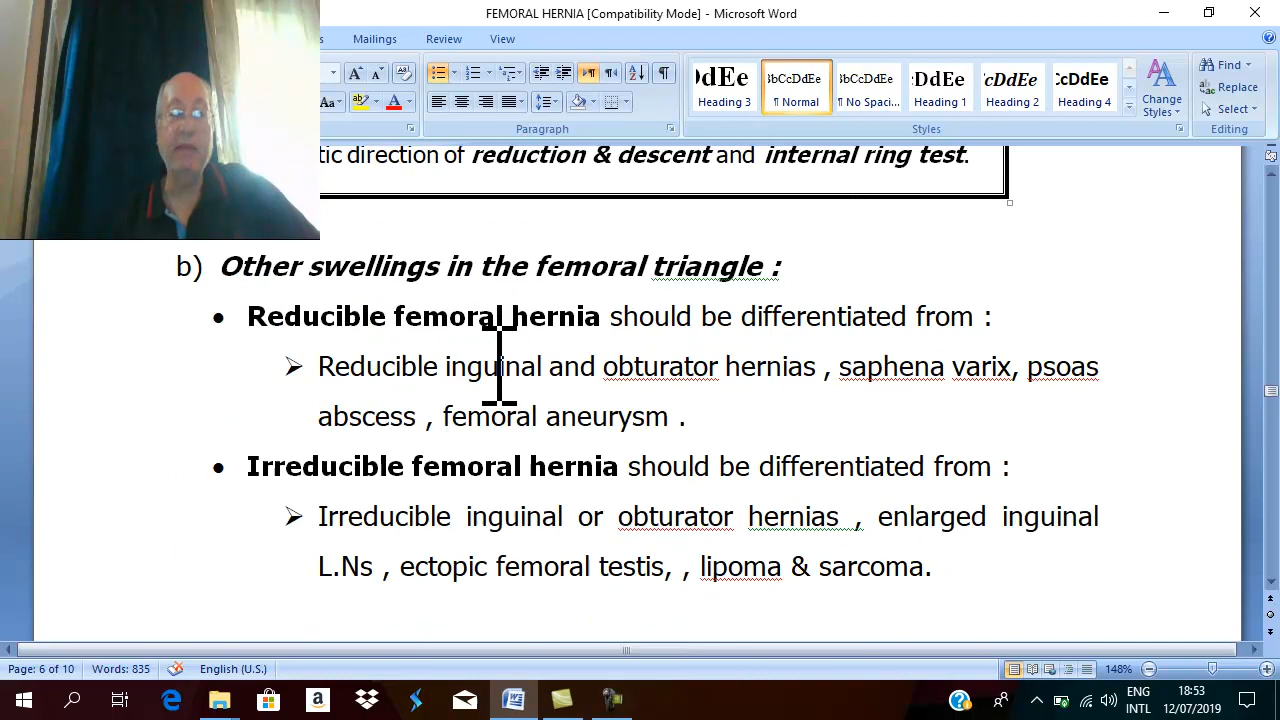 FEMORAL HERNIA [Compatibility Mode] - Microsoft Word
Mailings Review View
Aa
Paragraph
Heading 3
¶ Normal
¶ No Spaci...
Heading 1
Heading 2
Heading 4
Change Styles
Styles
Find
Replace
Select
Editing
tic direction of reduction & descent and internal ring test.
b) Other swellings in the femoral triangle :
• Reducible femoral hernia should be differentiated from :
Reducible inguinal and obturator hernias , saphena varix, psoas
abscess , femoral aneurysm .
• Irreducible femoral hernia should be differentiated from :
Irreducible inguinal or obturator hernias , enlarged inguinal
L.Ns , ectopic femoral testis, , lipoma & sarcoma.
Page: 6 of 10 Words: 835 English (U.S.) 148%
ENG 18:53
INTL 12/07/2019